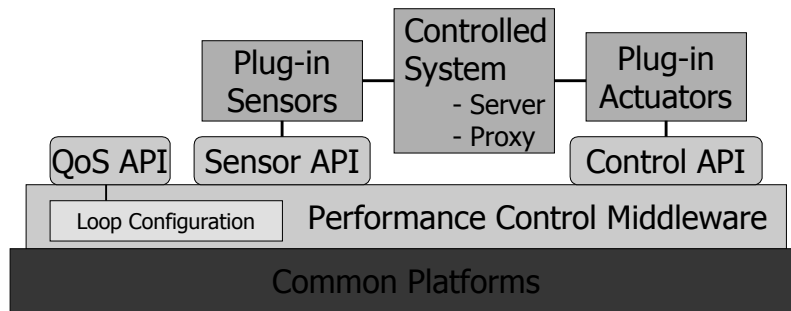 Controlled
System
- Server
- Proxy
Plug-in
Sensors
Plug-in
Actuators
QoS API
Sensor API
Control API
Loop Configuration
Performance Control Middleware
Common Platforms